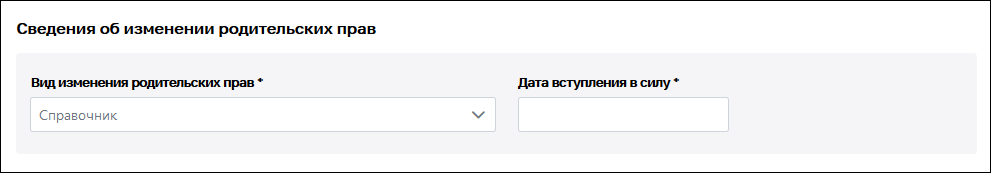 Сведения об изменении родительских прав
Вид изменения родительских прав * Дата вступления в силу *
Справочник